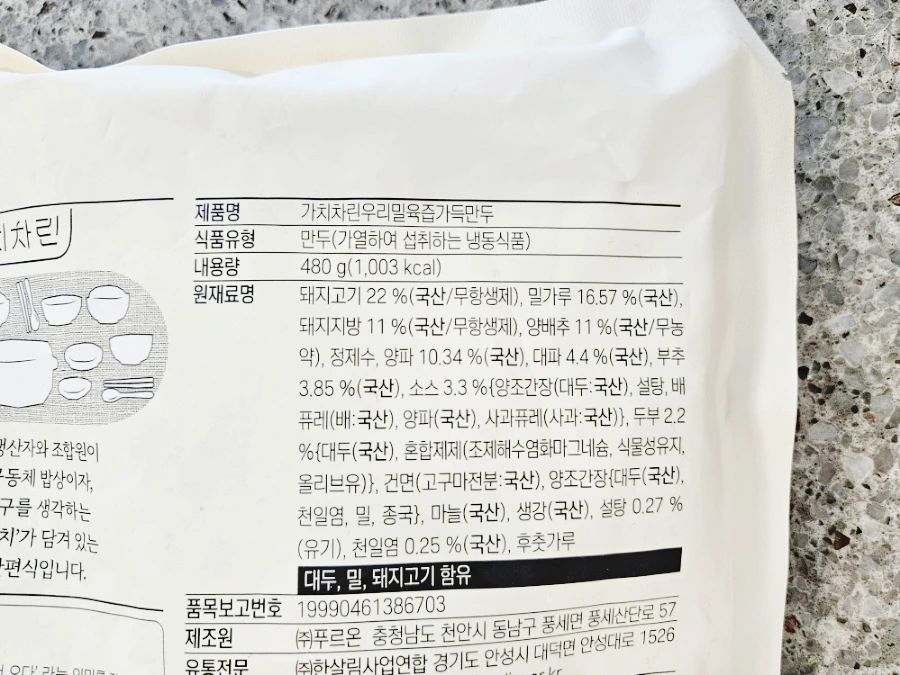 차린
제품명 가치차린우리밀육즙가득만두
식품유형 만두(가열하여 섭취하는 냉동식품)
내용량 480 g(1,003 kcal)
원재료명 돼지고기 22 %(국산/무항생제), 밀가루 16.57 %(국산),
돼지지방 11 %(국산/무항생제), 양배추 11 %(국산/무농
약), 정제수, 양파 10.34 %(국산), 대파 4.4 %(국산), 부추
3.85 %(국산), 소스 3.3 %{양조간장(대두:국산), 설탕, 배
퓨레(배:국산), 양파(국산), 사과퓨레(사과:국산)}, 두부 2.2
%{대두(국산), 혼합제제(조제해수염화마그네슘, 식물성유지,
올리브유)}, 건면(고구마전분:국산), 양조간장{대두(국산),
천일염, 밀, 종국}, 마늘(국산), 생강(국산), 설탕 0.27 %
(유기), 천일염 0.25 %(국산), 후춧가루
대두, 밀, 돼지고기 함유
품목보고번호 19990461386703
제조원 ㈜푸르온 충청남도 천안시 동남구 풍세면 풍세산단로 57
유통전문 ㈜한살림사업연합 경기도 안성시 대덕면 안성대로 1526
생산자와 조합원이
동체 밥상이자,
구를 생각하는
치'가 담겨 있는
편식입니다.